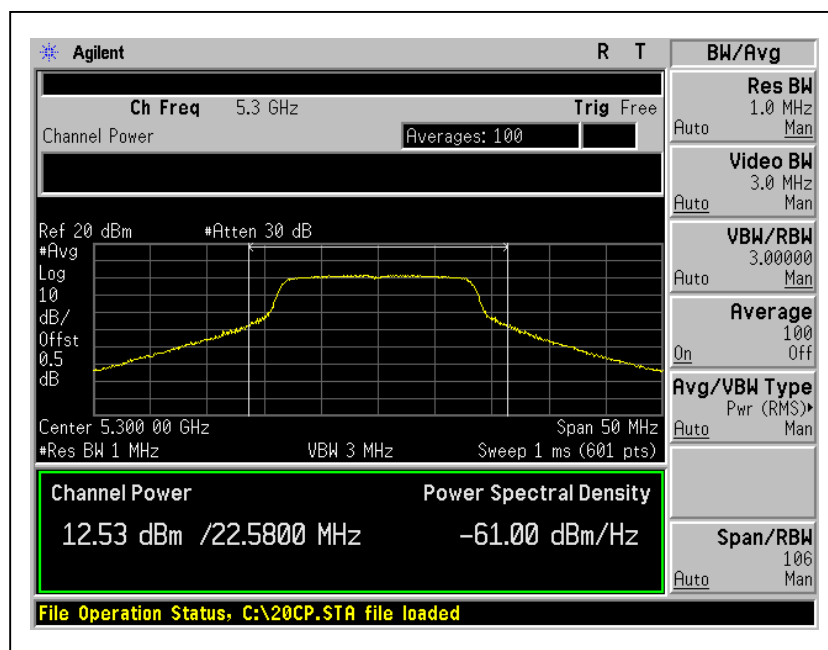 Agilent R T BW/Avg
Ch Freq 5.3 GHz Trig Free
Channel Power Averages: 100
Ref 20 dBm #Atten 30 dB
#Avg
Log
10
dB/
Offst
0.5
dB
Center 5.300 00 GHz Span 50 MHz
#Res BW 1 MHz VBW 3 MHz Sweep 1 ms (601 pts)
Channel Power Power Spectral Density
12.53 dBm /22.5800 MHz -61.00 dBm/Hz
File Operation Status, C:\20CP.STA file loaded
Res BW
1.0 MHz
Auto Man
Video BW
3.0 MHz
Auto Man
VBW/RBW
3.00000
Auto Man
Average
100
On Off
Avg/VBW Type
Pwr (RMS)▸
Auto Man
Span/RBW
106
Auto Man